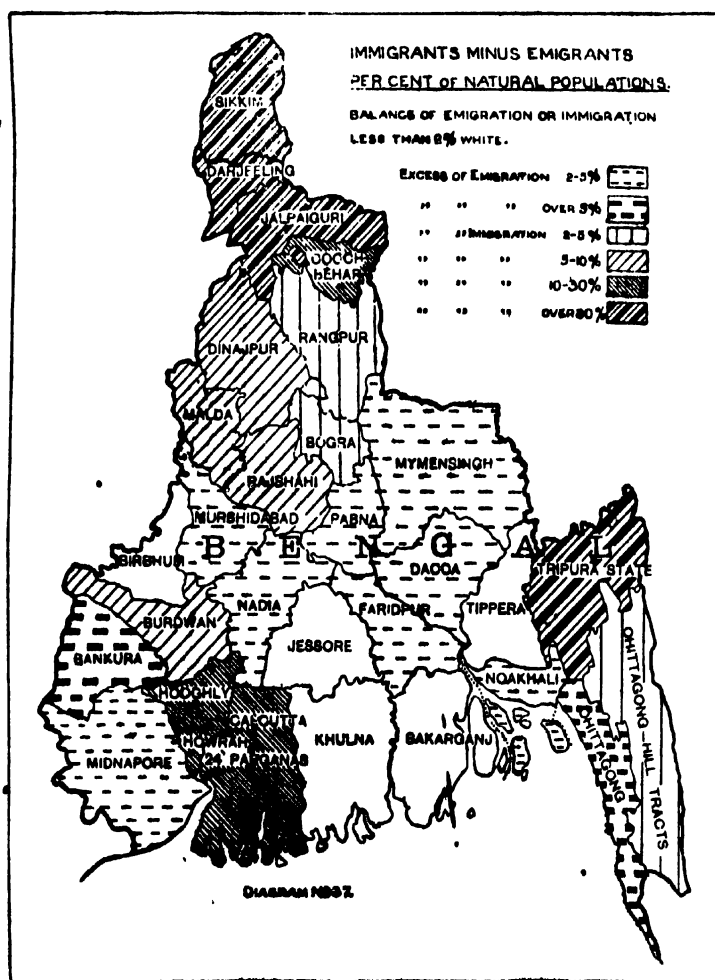 IMMIGRANTS MINUS EMIGRANTS
PER CENT OF NATURAL POPULATIONS.
BALANCE OF EMIGRATION OR IMMIGRATION
LESS THAN 2% WHITE.
EXCESS OF EMIGRATION 2-5%
" " " OVER 5%
" " IMMIGRATION 2-5%
" " " 5-10%
" " " 10-30%
" " " OVER 30%
SIKKIM
DARJEELING
JALPAIGURI
COOCH
BEHAR
RANGPUR
DINAJPUR
MALDA
BOGRA
MYMENSINGH
RAJSHAHI
MURSHIDABAD
PABNA
BENGAL
BIRBHUM
DACCA
TRIPURA STATE
NADIA
FARIDPUR
TIPPERA
BURDWAN
JESSORE
BANKURA
NOAKHALI
HOOGHLY
CHITTAGONG HILL TRACTS
CHITTAGONG
CALCUTTA
HOWRAH
KHULNA
BAKARGANJ
24 PARGANAS
MIDNAPORE
DIAGRAM No 37.